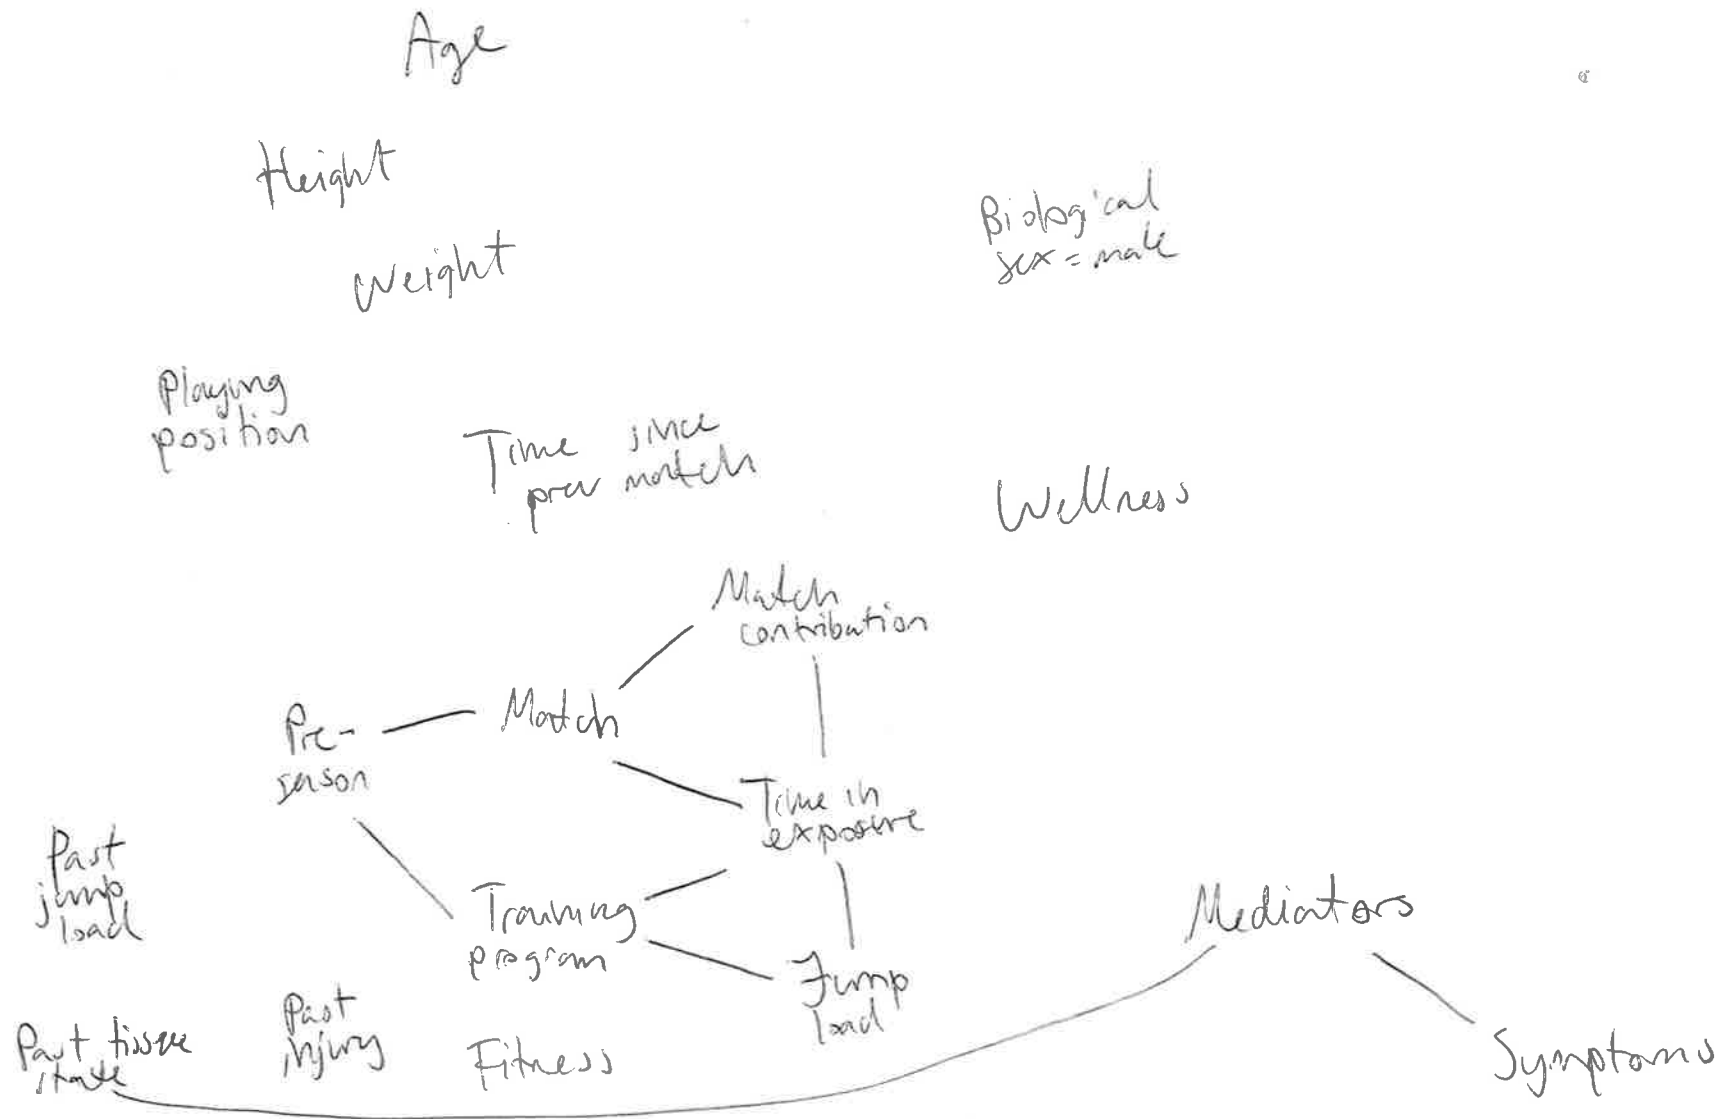 Age
Height
Biological
sex = male
Weight
Playing
position
Time since
prev match
Wellness
Match
contribution
Match
Pre-
season
Time in
exposure
Past
jump
load
Training
program
Mediators
Jump
load
Past
injury
Past tissue
state
Fitness
Symptoms